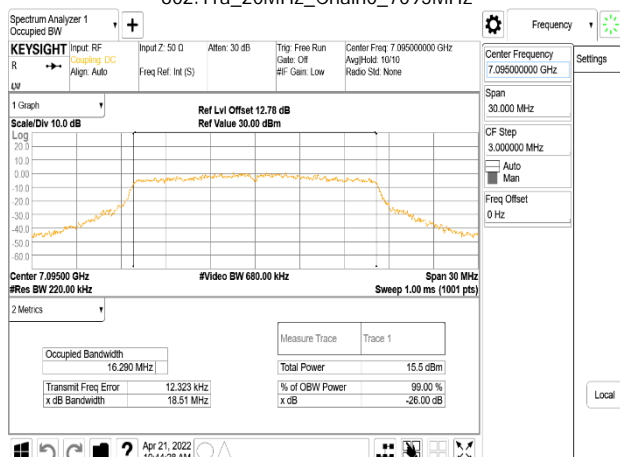 802.11a_20MHz_Chain0_7095MHz
Spectrum Analyzer 1
Occupied BW
Frequency
KEYSIGHT
R
Input: RF
Coupling: DC
Align: Auto
Input Z: 50 Ω
Freq Ref: Int (S)
Atten: 30 dB
Trig: Free Run
Gate: Off
#IF Gain: Low
Center Freq: 7.095000000 GHz
Avg|Hold: 10/10
Radio Std: None
Center Frequency
7.095000000 GHz
Settings
Span
30.000 MHz
CF Step
3.000000 MHz
Auto
Man
Freq Offset
0 Hz
Local
1 Graph
Scale/Div 10.0 dB
Ref Lvl Offset 12.78 dB
Ref Value 30.00 dBm
Log
20.0
10.0
0.00
-10.0
-20.0
-30.0
-40.0
-50.0
-60.0
Center 7.09500 GHz
#Res BW 220.00 kHz
#Video BW 680.00 kHz
Span 30 MHz
Sweep 1.00 ms (1001 pts)
2 Metrics
Measure Trace Trace 1
Occupied Bandwidth
16.290 MHz
Total Power 15.5 dBm
Transmit Freq Error 12.323 kHz
% of OBW Power 99.00 %
x dB Bandwidth 18.51 MHz
x dB -26.00 dB
Apr 21, 2022